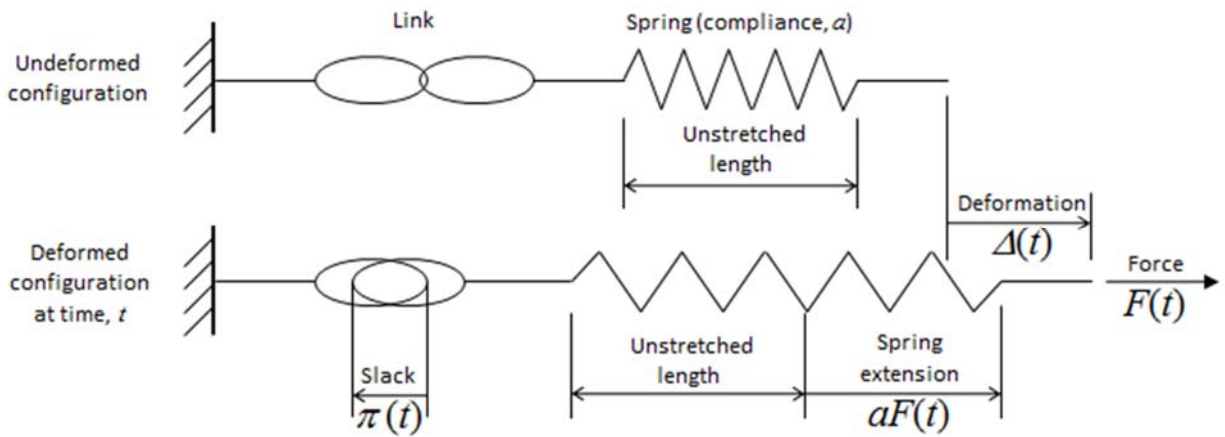 Link
Spring (compliance, a)
Undeformed
configuration
Unstretched
length
Deformation
Δ(t)
Deformed
configuration
at time, t
Force
F(t)
Slack
π(t)
Unstretched
length
Spring
extension
aF(t)